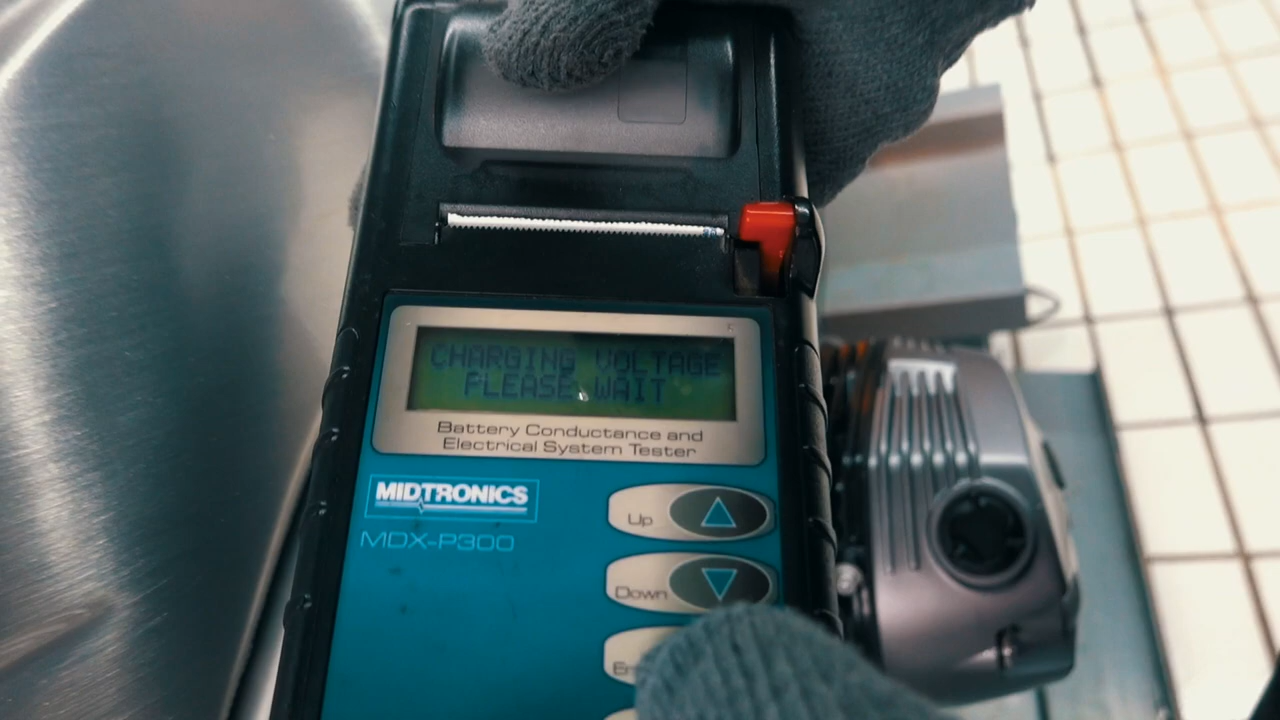 CHARGING VOLTAGE
PLEASE WAIT
Battery Conductance and
Electrical System Tester
MIDTRONICS
MDX-P300
Up
Down